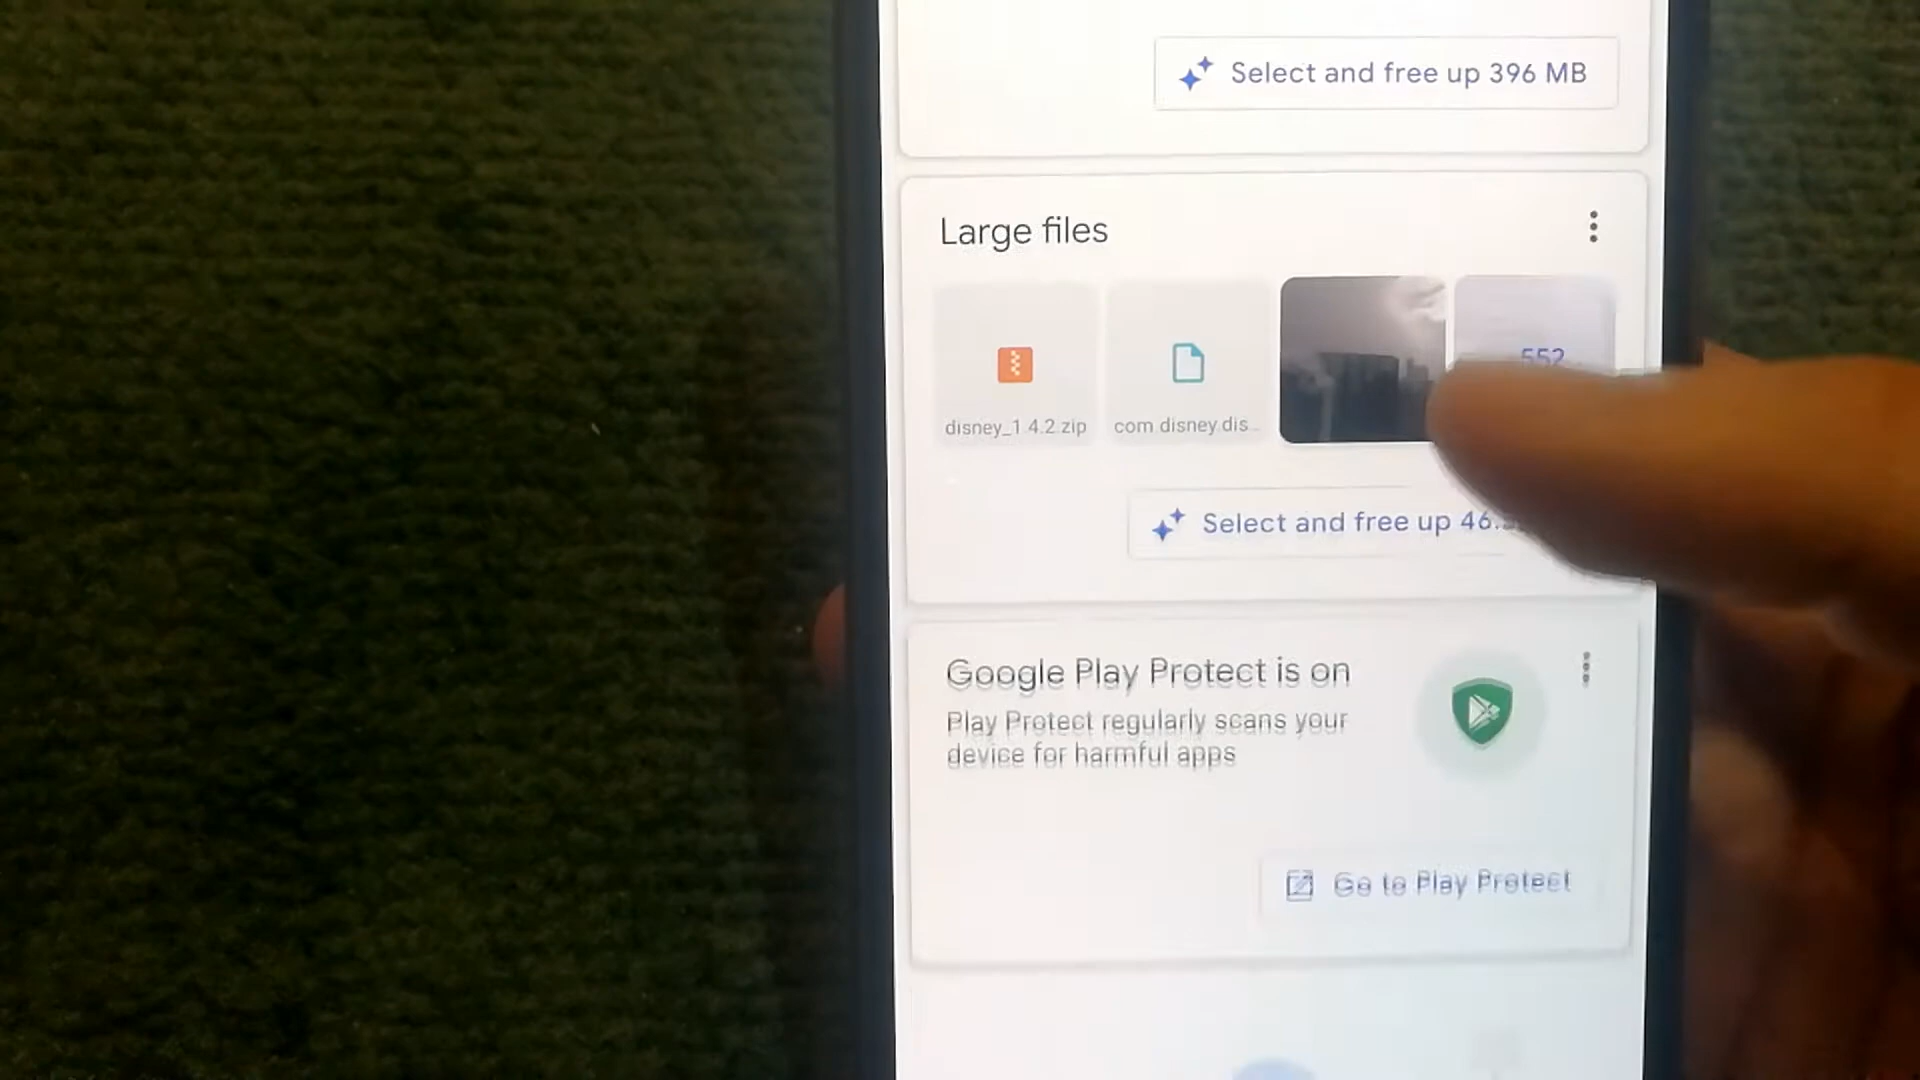 Select and free up 396 MB
Large files
552
disney_1.4.2.zip
com.disney.dis...
Select and free up 46.
Google Play Protect is on
Play Protect regularly scans your
device for harmful apps
Go to Play Protect